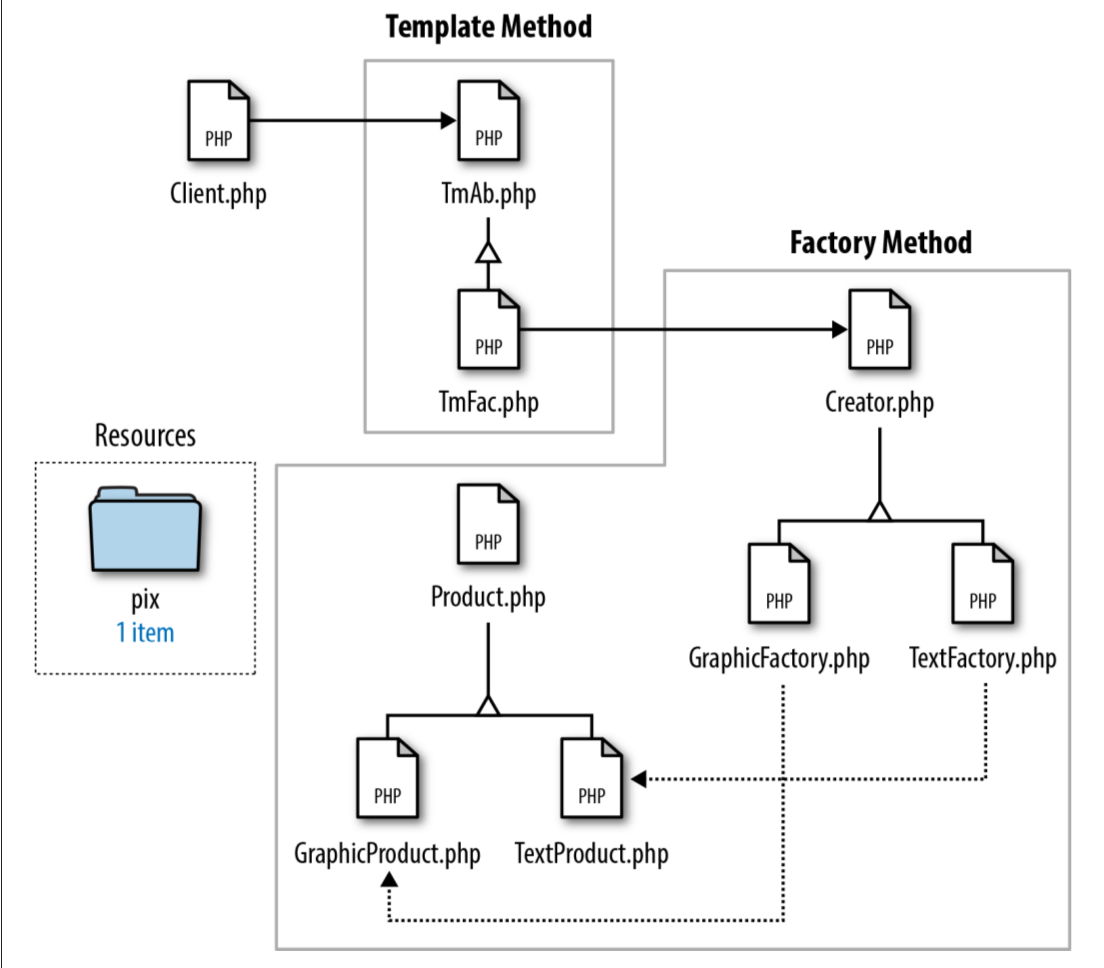 Template Method
PHP
PHP
Client.php
TmAb.php
Factory Method
PHP
PHP
TmFac.php
Creator.php
Resources
PHP
PHP
PHP
pix
1 item
Product.php
GraphicFactory.php
TextFactory.php
PHP
PHP
GraphicProduct.php
TextProduct.php